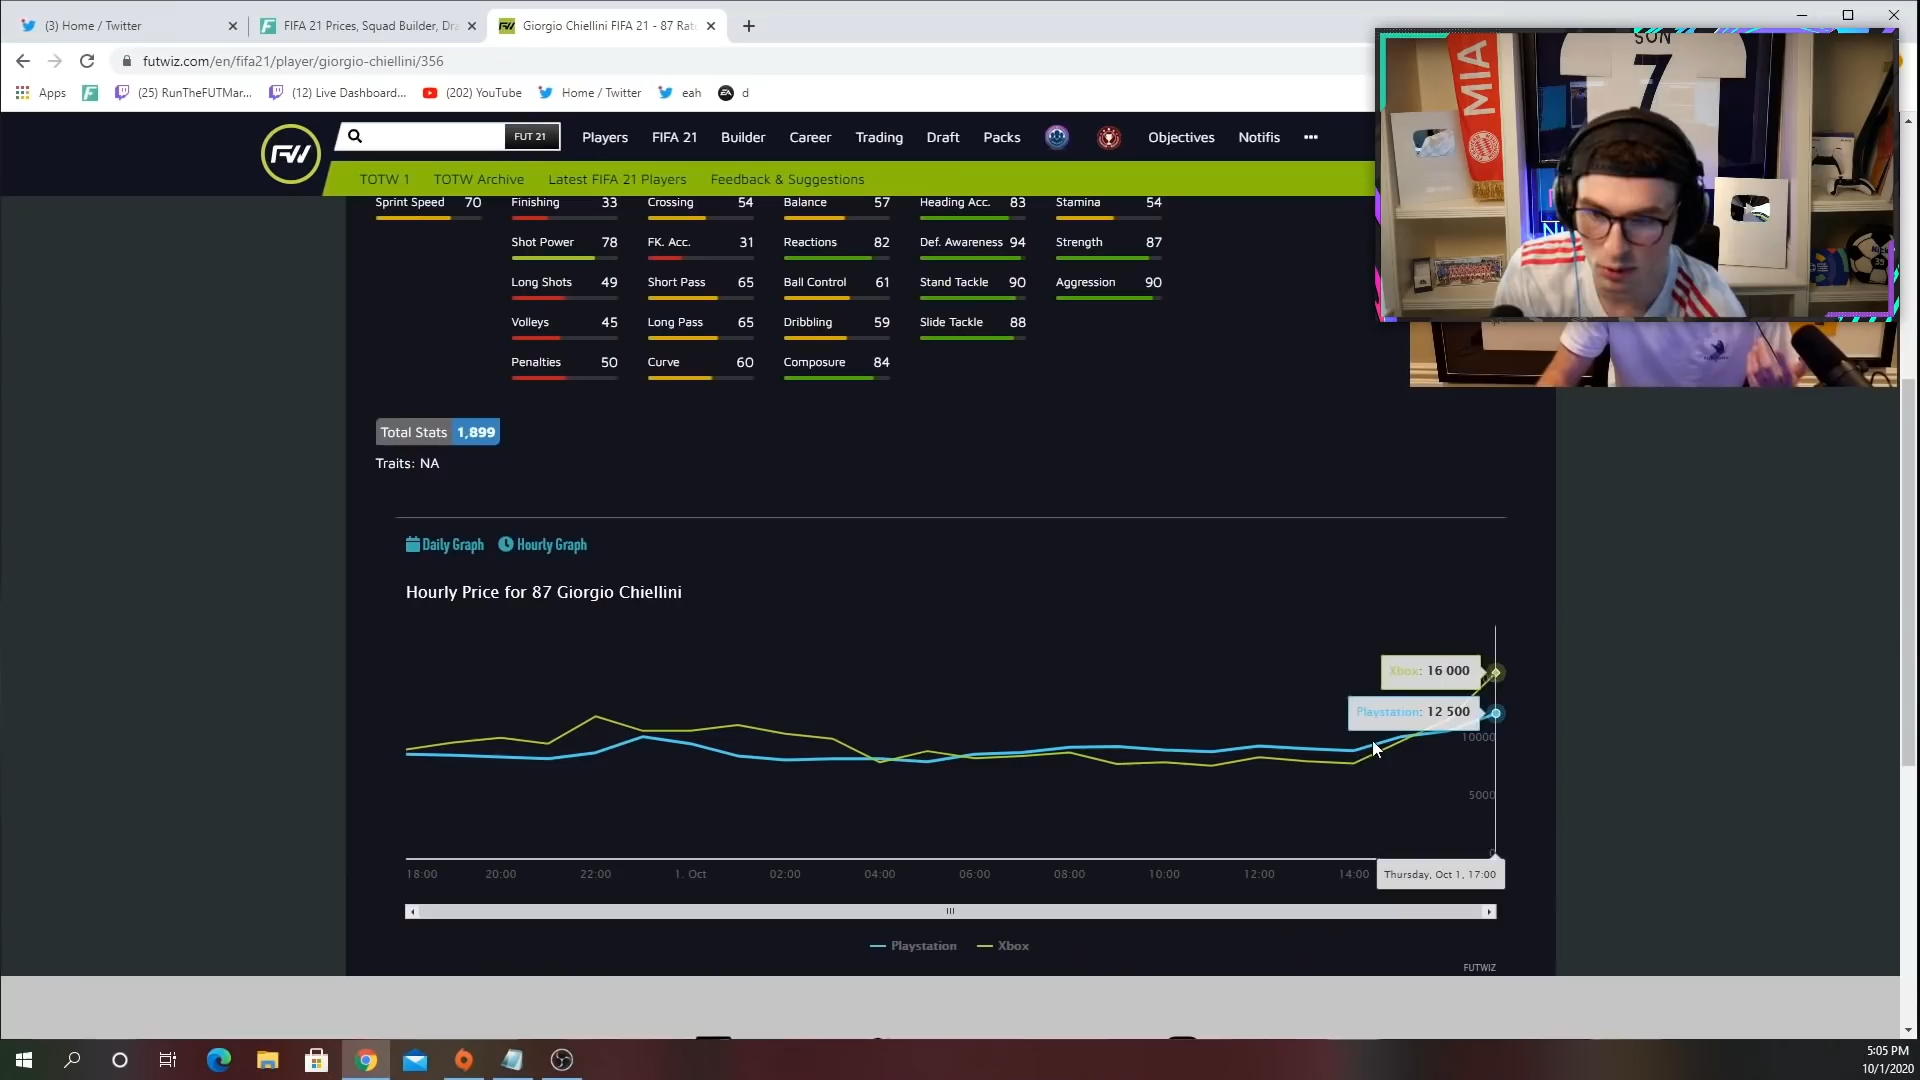 (3) Home / Twitter
FIFA 21 Prices, Squad Builder, Dra
Giorgio Chiellini FIFA 21 - 87 Rate
futwiz.com/en/fifa21/player/giorgio-chiellini/356
Apps
(25) RunTheFUTMar...
(12) Live Dashboard...
(202) YouTube
Home / Twitter
eah
EA
d
FW
FUT 21
Players FIFA 21 Builder Career Trading Draft Packs Objectives Notifis •••
TOTW 1 TOTW Archive Latest FIFA 21 Players Feedback & Suggestions
Sprint Speed 70 Finishing 33 Crossing 54 Balance 57 Heading Acc. 83 Stamina 54
Shot Power 78 FK. Acc. 31 Reactions 82 Def. Awareness 94 Strength 87
Long Shots 49 Short Pass 65 Ball Control 61 Stand Tackle 90 Aggression 90
Volleys 45 Long Pass 65 Dribbling 59 Slide Tackle 88
Penalties 50 Curve 60 Composure 84
Total Stats 1,899
Traits: NA
Daily Graph Hourly Graph
Hourly Price for 87 Giorgio Chiellini
Xbox: 16 000
Playstation: 12 500
10000
5000
18:00 20:00 22:00 1. Oct 02:00 04:00 06:00 08:00 10:00 12:00 14:00 Thursday, Oct 1, 17:00
Playstation Xbox
FUTWIZ
SON
7
MIA
5:05 PM
10/1/2020